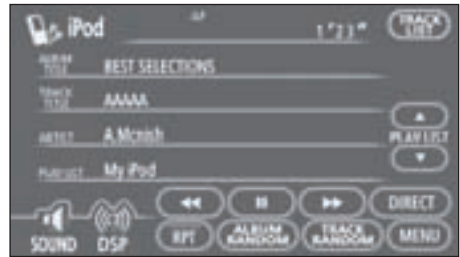 iPod 1'23" TRACK LIST
ALBUM TITLE BEST SELECTIONS
TRACK TITLE AAAAA
ARTIST A.Mcnish
PLAY LIST
PLAYLIST My iPod
DIRECT
SOUND DSP RPT ALBUM RANDOM TRACK RANDOM MENU